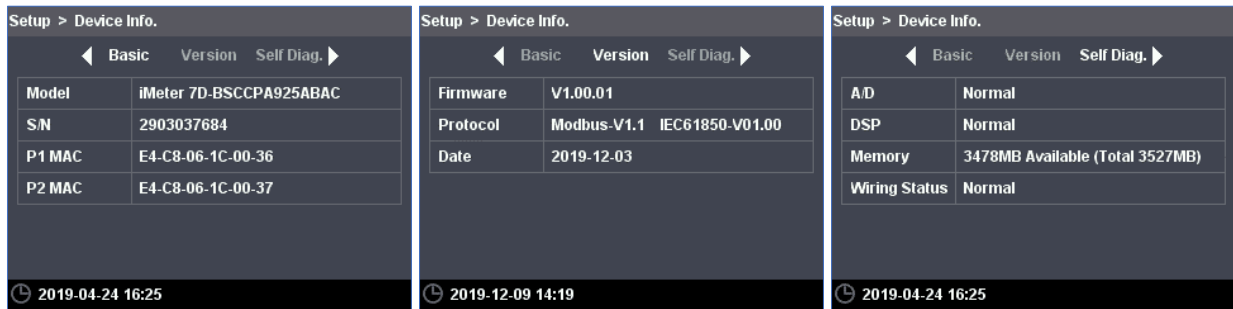 Setup > Device Info.
Basic Version Self Diag.
Model iMeter 7D-BSCCPA925ABAC
S/N 2903037684
P1 MAC E4-C8-06-1C-00-36
P2 MAC E4-C8-06-1C-00-37
2019-04-24 16:25
Setup > Device Info.
Basic Version Self Diag.
Firmware V1.00.01
Protocol Modbus-V1.1 IEC61850-V01.00
Date 2019-12-03
2019-12-09 14:19
Setup > Device Info.
Basic Version Self Diag.
A/D Normal
DSP Normal
Memory 3478MB Available (Total 3527MB)
Wiring Status Normal
2019-04-24 16:25